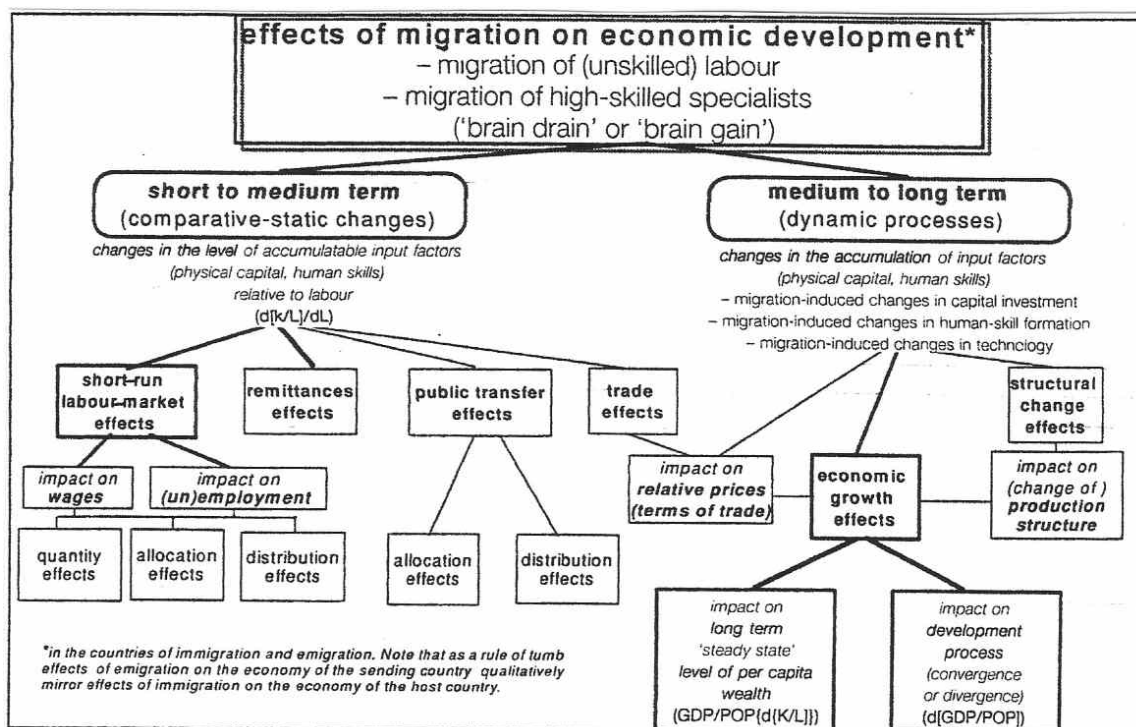 effects of migration on economic development*
– migration of (unskilled) labour
– migration of high-skilled specialists
('brain drain' or 'brain gain')
short to medium term
(comparative-static changes)
changes in the level of accumulatable input factors
(physical capital, human skills)
relative to labour
(d[k/L]/dL)
medium to long term
(dynamic processes)
changes in the accumulation of input factors
(physical capital, human skills)
– migration-induced changes in capital investment
– migration-induced changes in human-skill formation
– migration-induced changes in technology
short-run
labour-market
effects
remittances
effects
public transfer
effects
trade
effects
structural
change
effects
impact on
wages
impact on
(un)employment
impact on
relative prices
(terms of trade)
economic
growth
effects
impact on
(change of )
production
structure
quantity
effects
allocation
effects
distribution
effects
allocation
effects
distribution
effects
impact on
long term
'steady state'
level of per capita
wealth
(GDP/POP{d{K/L]})
impact on
development
process
(convergence
or divergence)
(d[GDP/POP])
*in the countries of immigration and emigration. Note that as a rule of tumb
effects of emigration on the economy of the sending country qualitatively
mirror effects of immigration on the economy of the host country.